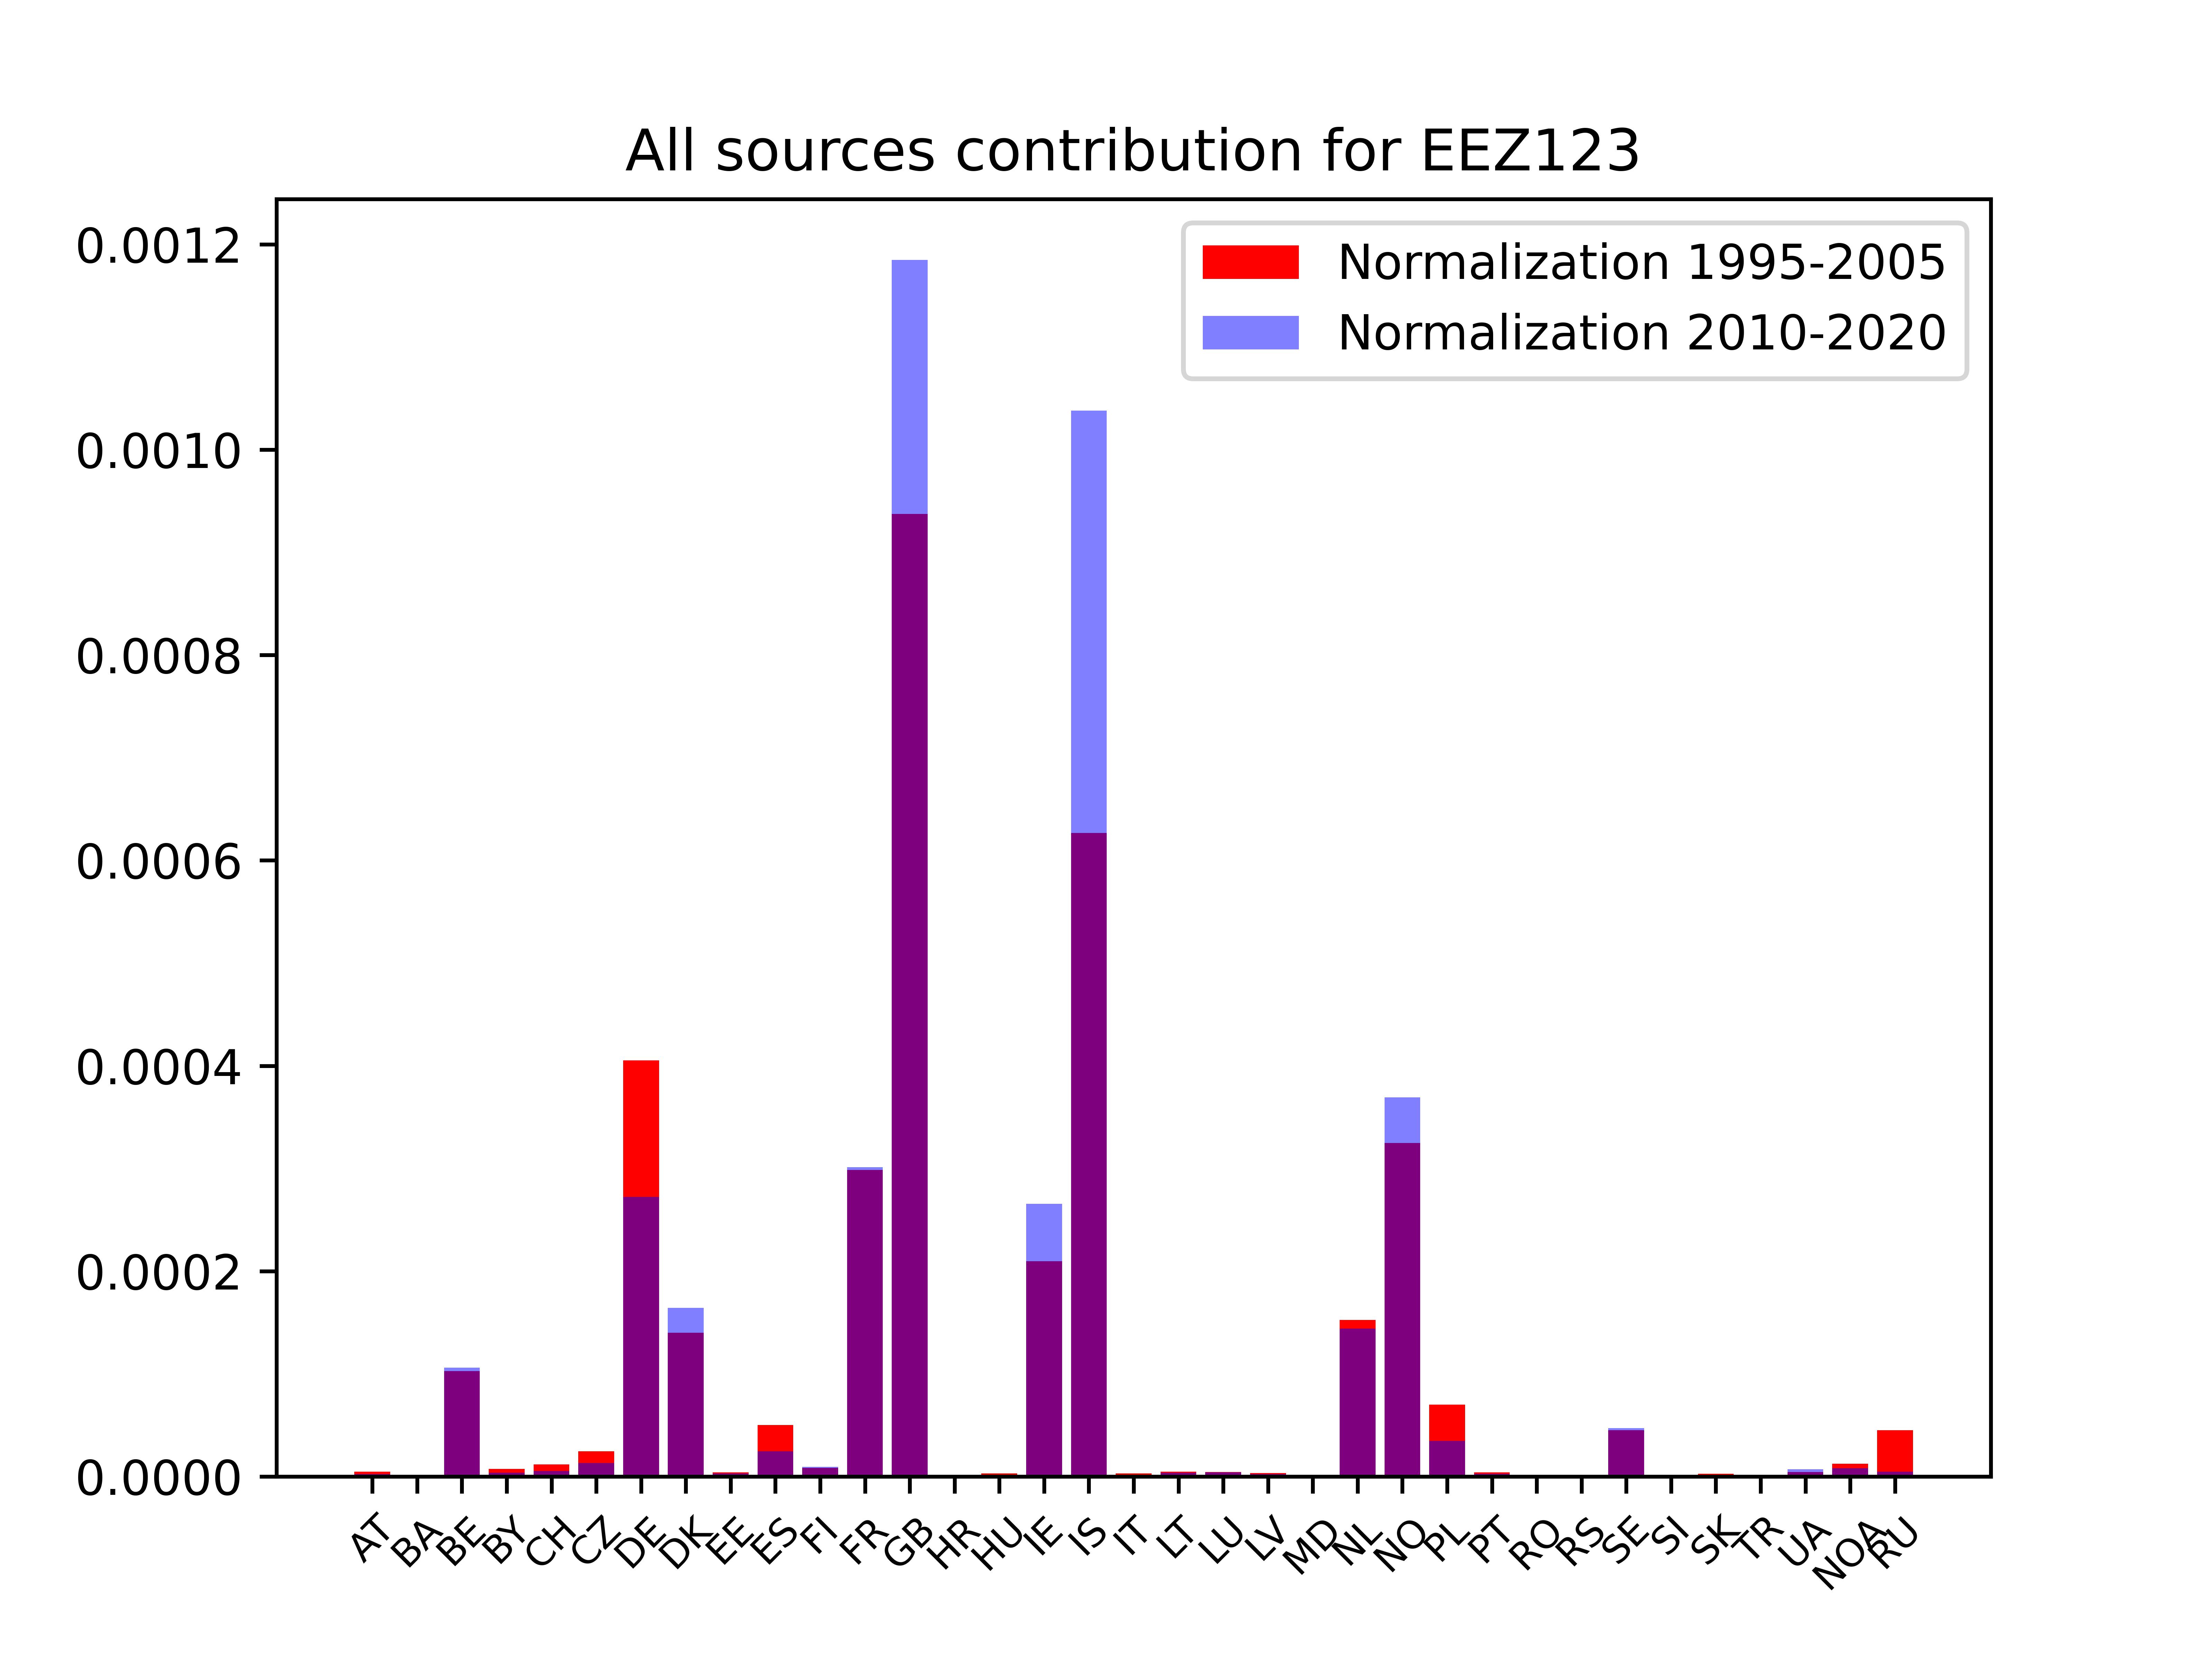 All sources contribution for EEZ123
Normalization 1995-2005
Normalization 2010-2020
0.0012
0.0010
0.0008
0.0006
0.0004
0.0002
0.0000
AT BA BE BY CH CZ DE DK EE ES FI FR GB HR HU IE IS IT LT LU LV MD NL NO PL PT RO RS SE SI SK TR UA NOA RU